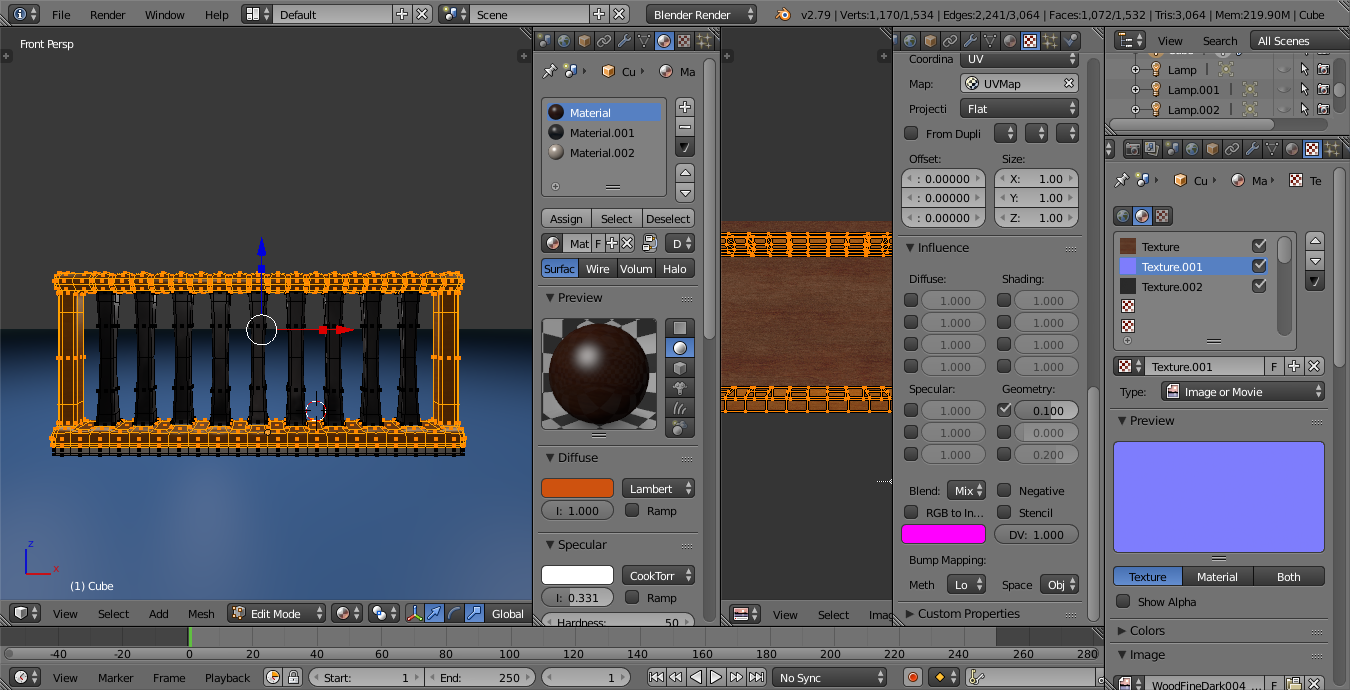 File Render Window Help Default Scene Blender Render v2.79 | Verts:1,170/1,534 | Edges:2,241/3,064 | Faces:1,072/1,532 | Tris:3,064 | Mem:219.90M | Cube
Front Persp
(1) Cube
z
x
View Select Add Mesh Edit Mode Global
Cu Ma
Material
Material.001
Material.002
Assign Select Deselect
Mat F D
Surfac Wire Volum Halo
Preview
Diffuse
Lambert
I: 1.000 Ramp
Specular
CookTorr
I: 0.331 Ramp
Hardness: 50
View Select Imag
Coordina UV
Map: UVMap
Projecti Flat
From Dupli
Offset: Size:
: 0.00000 X: 1.00
: 0.00000 Y: 1.00
: 0.00000 Z: 1.00
Influence
Diffuse: Shading:
1.000 1.000
1.000 1.000
1.000 1.000
1.000 1.000
Specular: Geometry:
1.000 0.100
1.000 0.000
1.000 0.200
Blend: Mix Negative
RGB to In... Stencil
DV: 1.000
Bump Mapping:
Meth Lo Space Obj
Custom Properties
View Search All Scenes
Lamp
Lamp.001
Lamp.002
Cu Ma Te
Texture
Texture.001
Texture.002
Texture.001 F
Type: Image or Movie
Preview
Texture Material Both
Show Alpha
Colors
Image
WoodFineDark004 ... F
-40 -20 0 20 40 60 80 100 120 140 160 180 200 220 240 260 280
View Marker Frame Playback Start: 1 End: 250 1 No Sync